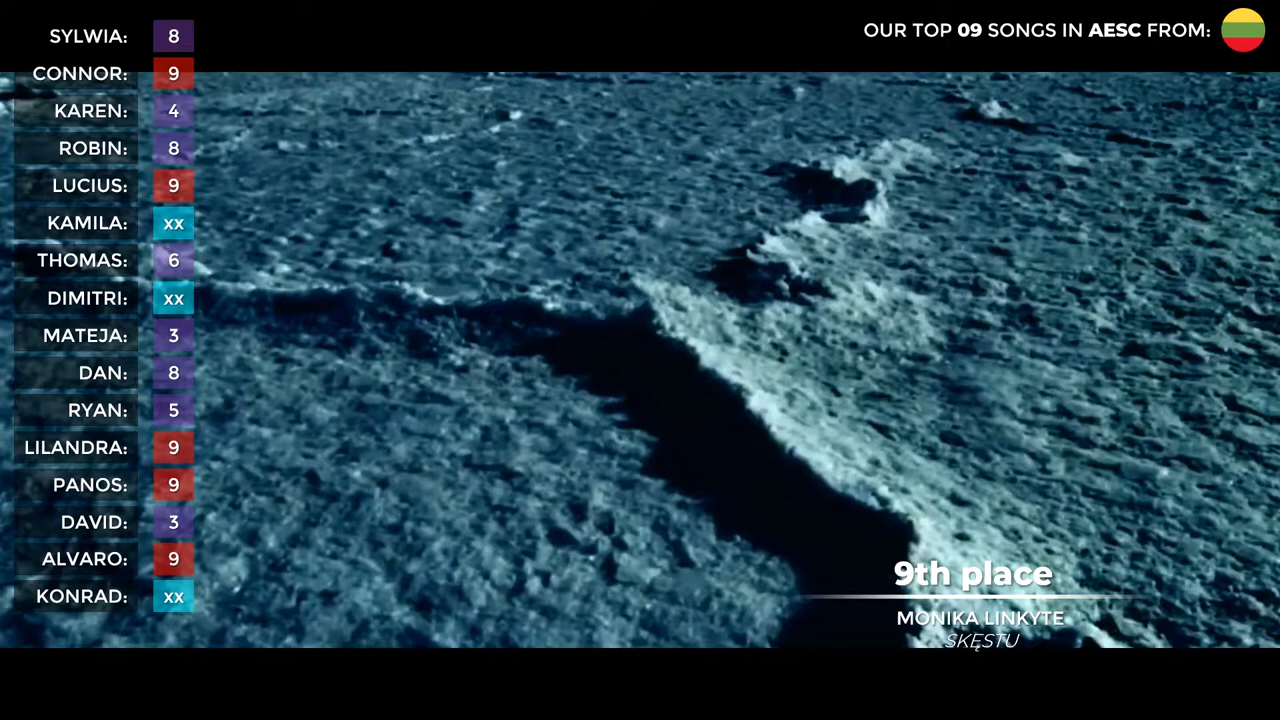 SYLWIA: 8
CONNOR: 9
KAREN: 4
ROBIN: 8
LUCIUS: 9
KAMILA: xx
THOMAS: 6
DIMITRI: xx
MATEJA: 3
DAN: 8
RYAN: 5
LILANDRA: 9
PANOS: 9
DAVID: 3
ALVARO: 9
KONRAD: xx
OUR TOP 09 SONGS IN AESC FROM:
9th place
MONIKA LINKYTE
SKĘSTU